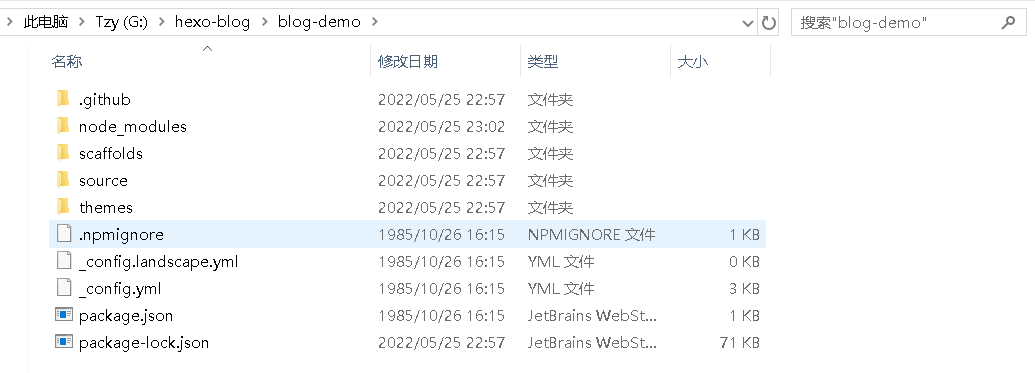 此电脑 > Tzy (G:) > hexo-blog > blog-demo > 搜索"blog-demo"
名称 修改日期 类型 大小
.github 2022/05/25 22:57 文件夹
node_modules 2022/05/25 23:02 文件夹
scaffolds 2022/05/25 22:57 文件夹
source 2022/05/25 22:57 文件夹
themes 2022/05/25 22:57 文件夹
.npmignore 1985/10/26 16:15 NPMIGNORE 文件 1 KB
_config.landscape.yml 1985/10/26 16:15 YML 文件 0 KB
_config.yml 1985/10/26 16:15 YML 文件 3 KB
package.json 1985/10/26 16:15 JetBrains WebSt... 1 KB
package-lock.json 2022/05/25 22:57 JetBrains WebSt... 71 KB